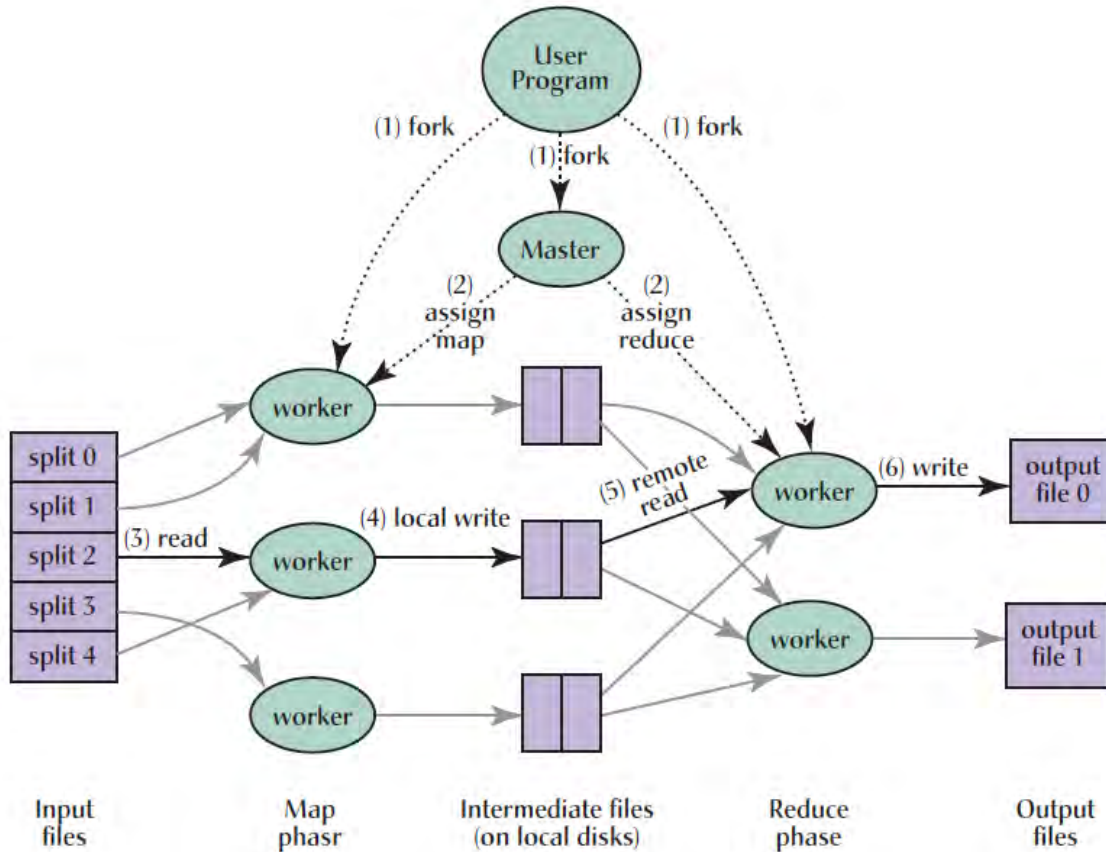 User
Program
(1) fork
(1) fork
(1) fork
Master
(2)
assign
map
(2)
assign
reduce
worker
split 0
split 1
split 2
split 3
split 4
(3) read
worker
(4) local write
worker
(5) remote
read
worker
(6) write
output
file 0
worker
output
file 1
Input
files
Map
phasr
Intermediate files
(on local disks)
Reduce
phase
Output
files